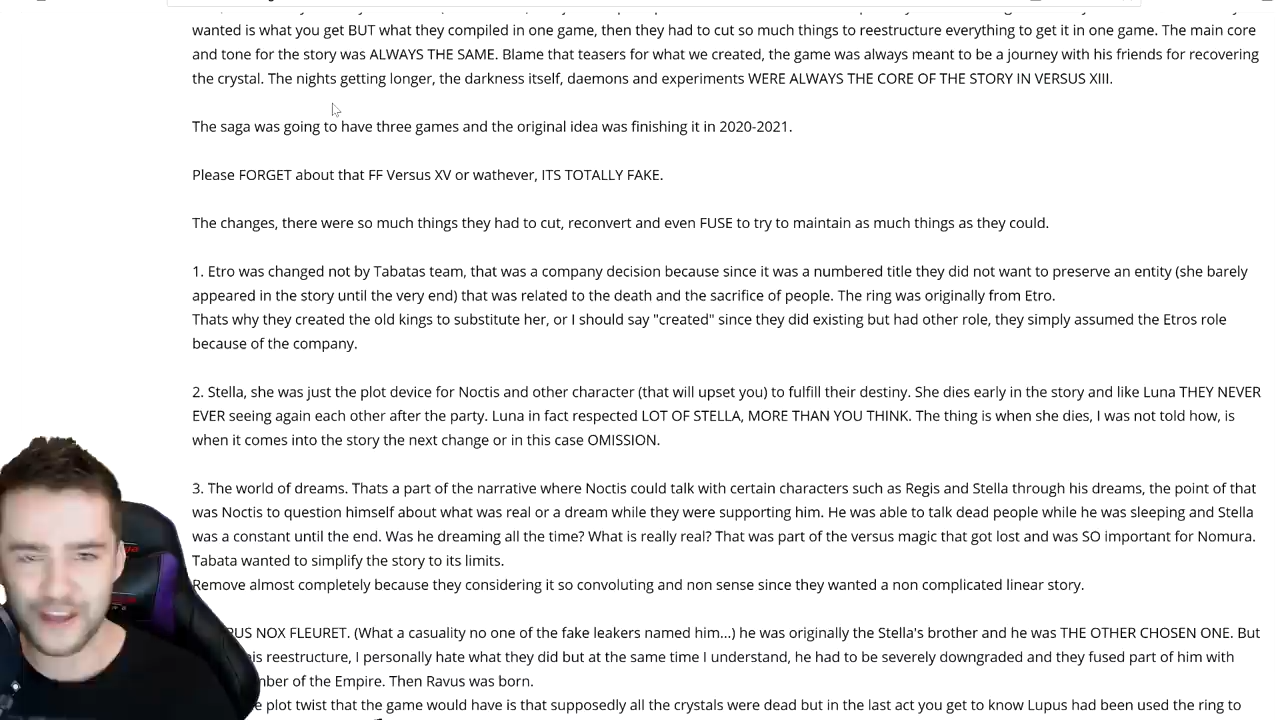 wanted is what you get BUT what they compiled in one game, then they had to cut so much things to reestructure everything to get it in one game. The main core
and tone for the story was ALWAYS THE SAME. Blame that teasers for what we created, the game was always meant to be a journey with his friends for recovering
the crystal. The nights getting longer, the darkness itself, daemons and experiments WERE ALWAYS THE CORE OF THE STORY IN VERSUS XIII.
The saga was going to have three games and the original idea was finishing it in 2020-2021.
Please FORGET about that FF Versus XV or wathever, ITS TOTALLY FAKE.
The changes, there were so much things they had to cut, reconvert and even FUSE to try to maintain as much things as they could.
1. Etro was changed not by Tabatas team, that was a company decision because since it was a numbered title they did not want to preserve an entity (she barely
appeared in the story until the very end) that was related to the death and the sacrifice of people. The ring was originally from Etro.
Thats why they created the old kings to substitute her, or I should say "created" since they did existing but had other role, they simply assumed the Etros role
because of the company.
2. Stella, she was just the plot device for Noctis and other character (that will upset you) to fulfill their destiny. She dies early in the story and like Luna THEY NEVER
EVER seeing again each other after the party. Luna in fact respected LOT OF STELLA, MORE THAN YOU THINK. The thing is when she dies, I was not told how, is
when it comes into the story the next change or in this case OMISSION.
3. The world of dreams. Thats a part of the narrative where Noctis could talk with certain characters such as Regis and Stella through his dreams, the point of that
was Noctis to question himself about what was real or a dream while they were supporting him. He was able to talk dead people while he was sleeping and Stella
was a constant until the end. Was he dreaming all the time? What is really real? That was part of the versus magic that got lost and was SO important for Nomura.
Tabata wanted to simplify the story to its limits.
Remove almost completely because they considering it so convoluting and non sense since they wanted a non complicated linear story.
NOX FLEURET. (What a casuality no one of the fake leakers named him...) he was originally the Stella's brother and he was THE OTHER CHOSEN ONE. But
reestructure, I personally hate what they did but at the same time I understand, he had to be severely downgraded and they fused part of him with
of the Empire. Then Ravus was born.
plot twist that the game would have is that supposedly all the crystals were dead but in the last act you get to know Lupus had been used the ring to